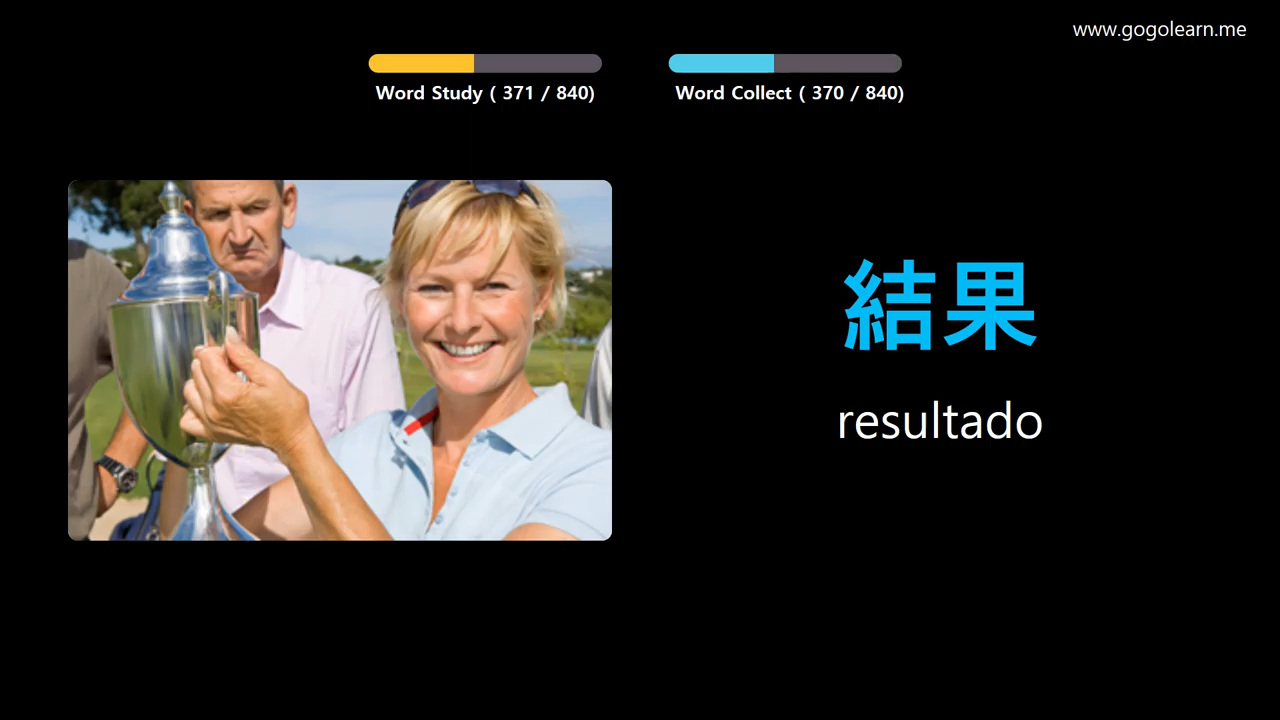 www.gogolearn.me
Word Study ( 371 / 840)
Word Collect ( 370 / 840)
結果
resultado